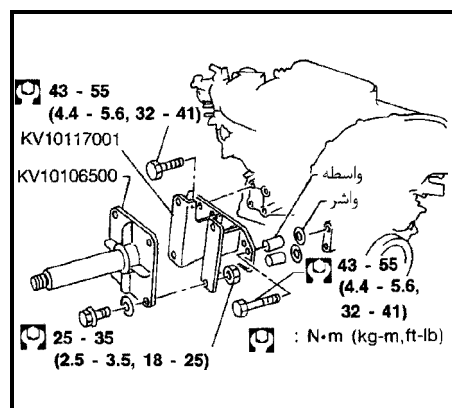 43 - 55
(4.4 - 5.6, 32 - 41)
KV10117001
KV10106500
واسطه
واشر
43 - 55
(4.4 - 5.6,
32 - 41)
25 - 35
(2.5 - 3.5, 18 - 25)
: N•m (kg-m,ft-lb)